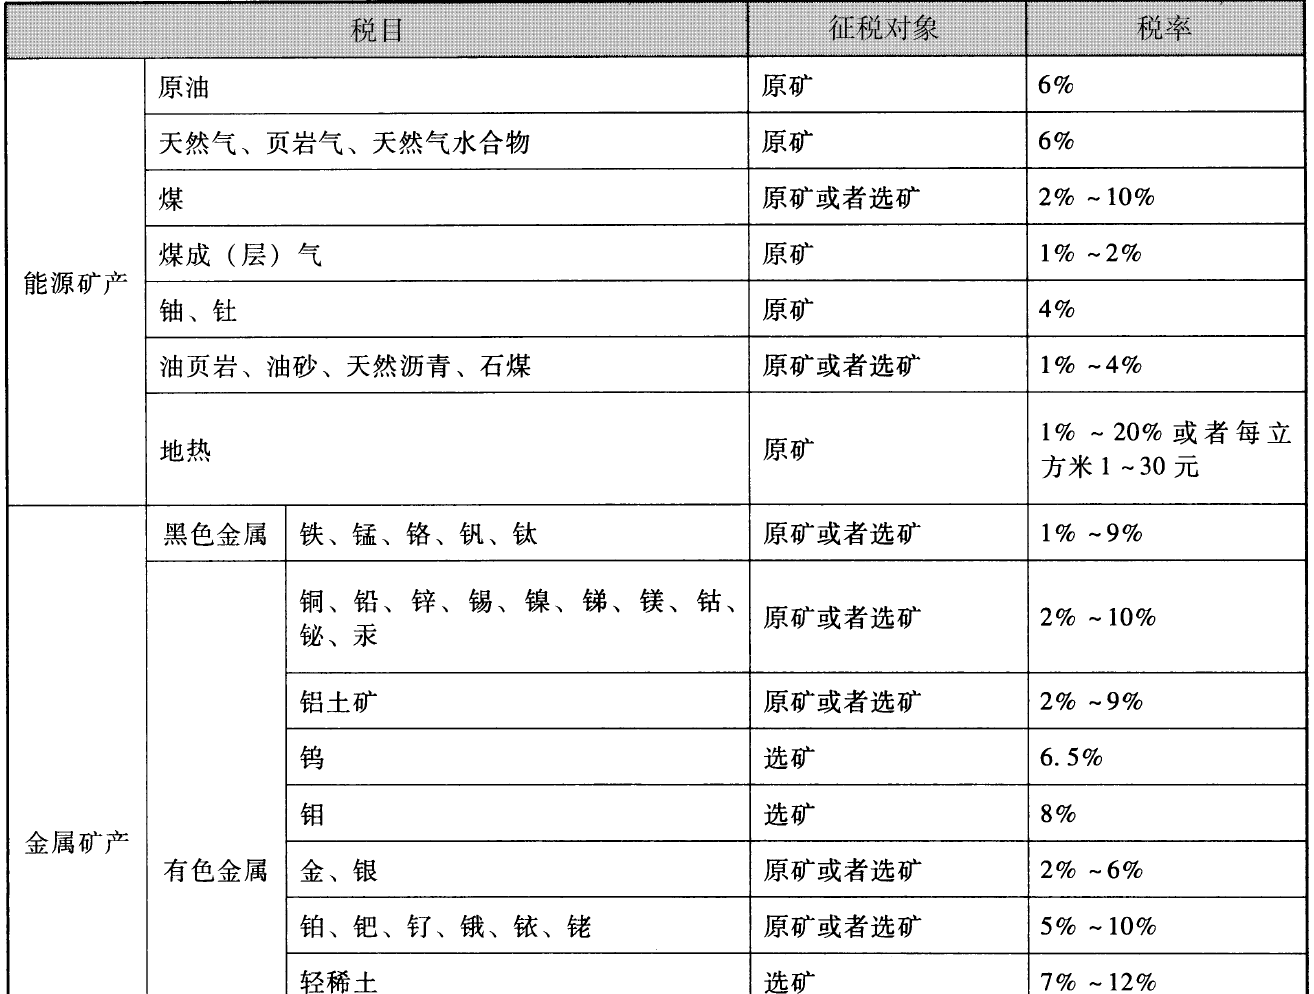 税目 征税对象 税率
原油 原矿 6%
天然气、页岩气、天然气水合物 原矿 6%
煤 原矿或者选矿 2% ~10%
煤成（层）气 原矿 1% ~2%
能源矿产
铀、钍 原矿 4%
油页岩、油砂、天然沥青、石煤 原矿或者选矿 1% ~4%
地热 原矿 1% ~20%或者每立
方米1~30元
黑色金属 铁、锰、铬、钒、钛 原矿或者选矿 1% ~9%
铜、铅、锌、锡、镍、锑、镁、钴、
铋、汞 原矿或者选矿 2% ~10%
铝土矿 原矿或者选矿 2% ~9%
钨 选矿 6.5%
钼 选矿 8%
金属矿产
有色金属 金、银 原矿或者选矿 2% ~6%
铂、钯、钌、锇、铱、铑 原矿或者选矿 5% ~10%
轻稀土 选矿 7% ~12%